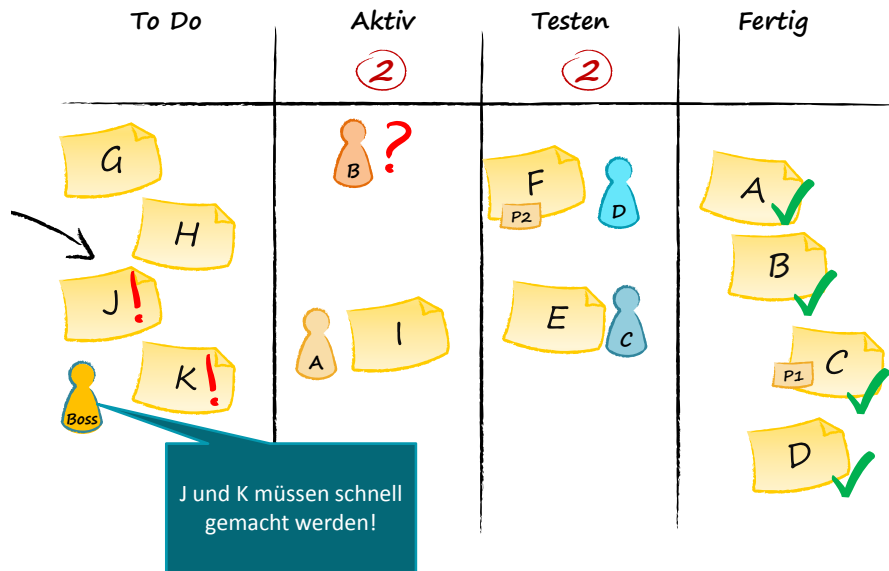 To Do
Aktiv
Testen
Fertig
2
2
G
H
J !
K !
Boss
J und K müssen schnell
gemacht werden!
B ?
A
I
F
P2
D
E
C
A
B
C
P1
D